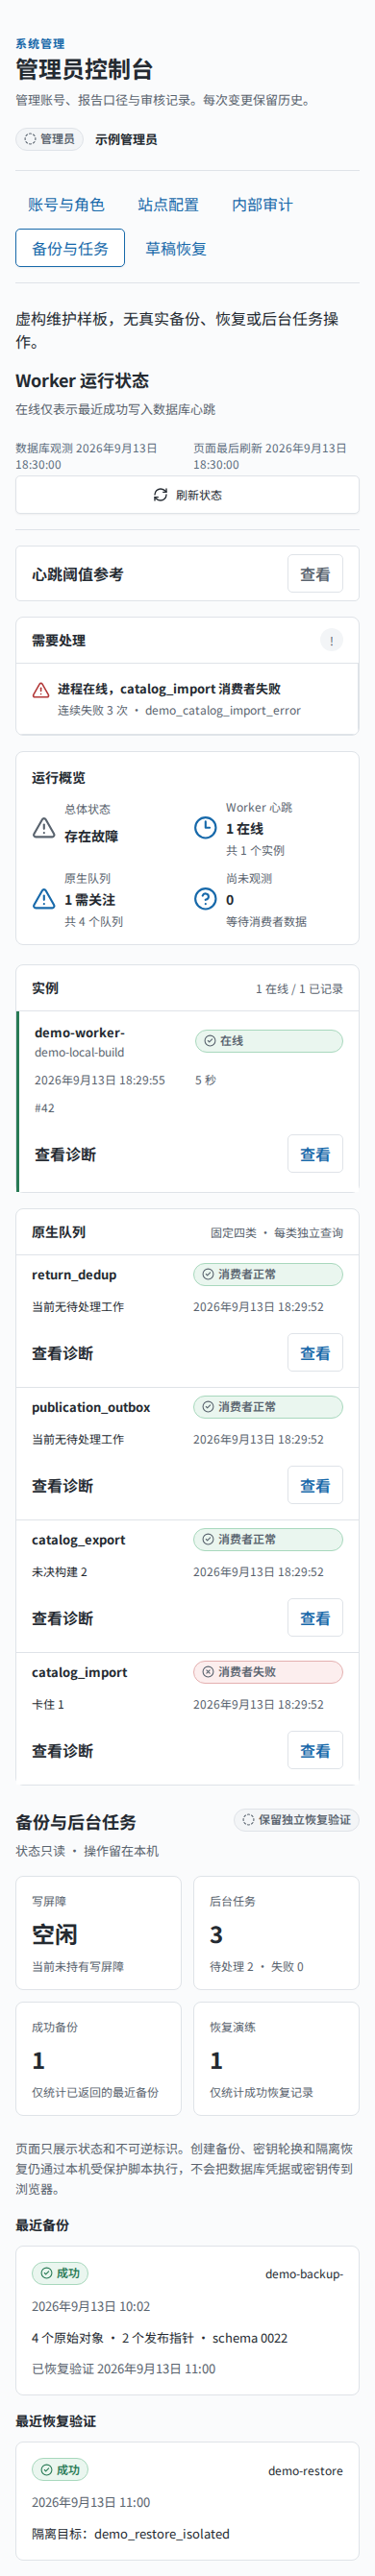 系统管理
管理员控制台
管理账号、报告口径与审核记录。每次变更保留历史。
管理员 示例管理员
账号与角色 站点配置 内部审计
备份与任务 草稿恢复
虚构维护样板，无真实备份、恢复或后台任务操
作。
Worker 运行状态
在线仅表示最近成功写入数据库心跳
数据库观测 2026年9月13日
18:30:00
页面最后刷新 2026年9月13日
18:30:00
刷新状态
心跳阈值参考 查看
需要处理 !
进程在线，catalog_import 消费者失败
连续失败 3 次 · demo_catalog_import_error
运行概览
总体状态
存在故障
Worker 心跳
1 在线
共 1 个实例
原生队列
1 需关注
共 4 个队列
尚未观测
0
等待消费者数据
实例 1 在线 / 1 已记录
demo-worker-
demo-local-build
在线
2026年9月13日 18:29:55 5 秒
#42
查看诊断 查看
原生队列 固定四类 · 每类独立查询
return_dedup 消费者正常
当前无待处理工作 2026年9月13日 18:29:52
查看诊断 查看
publication_outbox 消费者正常
当前无待处理工作 2026年9月13日 18:29:52
查看诊断 查看
catalog_export 消费者正常
未决构建 2 2026年9月13日 18:29:52
查看诊断 查看
catalog_import 消费者失败
卡住 1 2026年9月13日 18:29:52
查看诊断 查看
备份与后台任务 保留独立恢复验证
状态只读 · 操作留在本机
写屏障
空闲
当前未持有写屏障
后台任务
3
待处理 2 · 失败 0
成功备份
1
仅统计已返回的最近备份
恢复演练
1
仅统计成功恢复记录
页面只展示状态和不可逆标识。创建备份、密钥轮换和隔离恢
复仍通过本机受保护脚本执行，不会把数据库凭据或密钥传到
浏览器。
最近备份
成功 demo-backup-
2026年9月13日 10:02
4 个原始对象 · 2 个发布指针 · schema 0022
已恢复验证 2026年9月13日 11:00
最近恢复验证
成功 demo-restore
2026年9月13日 11:00
隔离目标：demo_restore_isolated